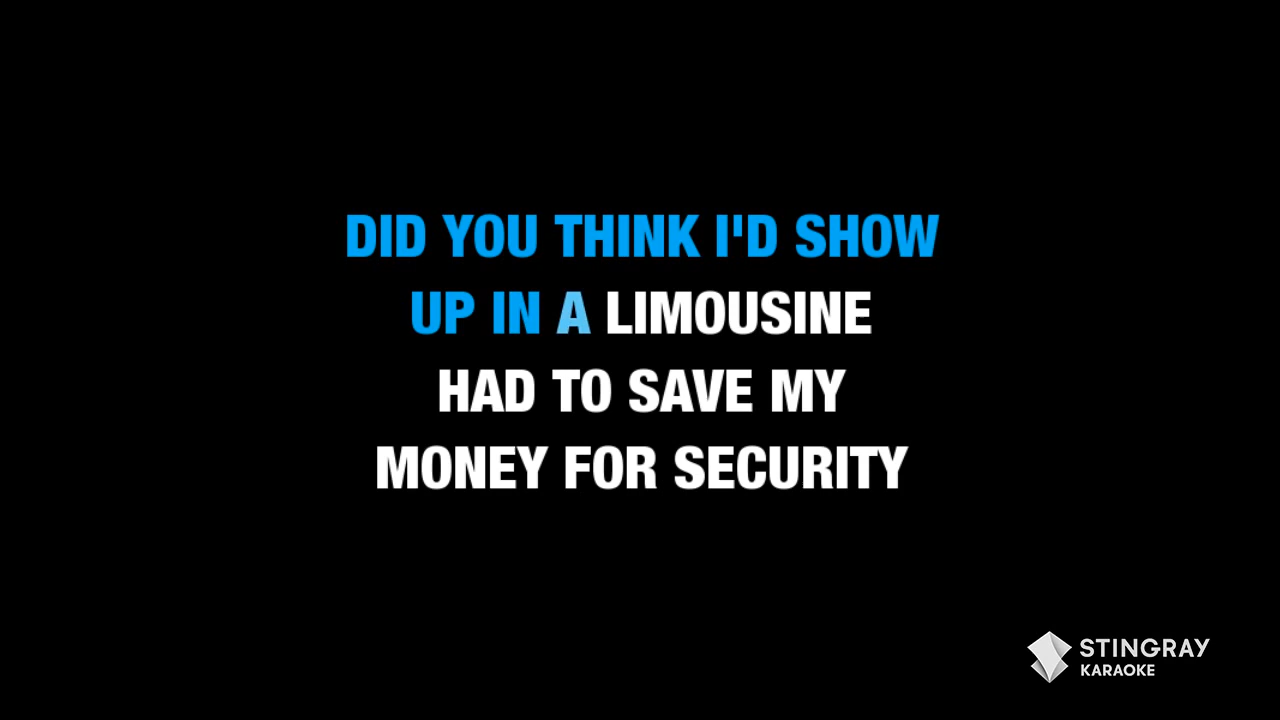 DID YOU THINK I'D SHOW
UP IN A LIMOUSINE
HAD TO SAVE MY
MONEY FOR SECURITY
STINGRAY
KARAOKE